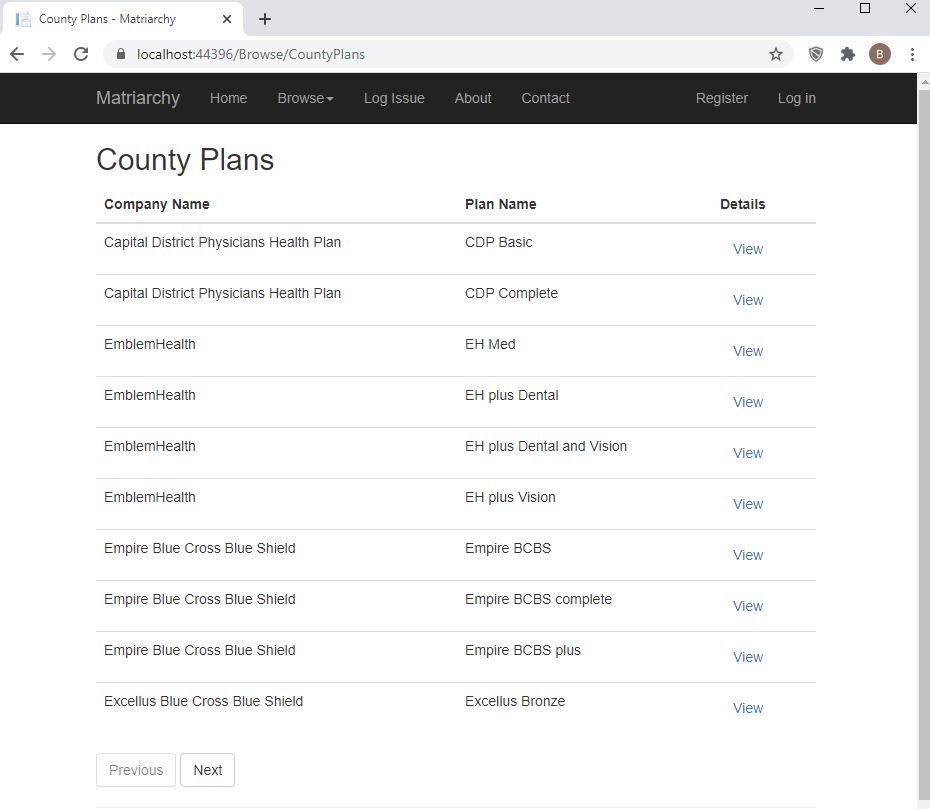 County Plans - Matriarchy
localhost:44396/Browse/CountyPlans
B
Matriarchy Home Browse Log Issue About Contact Register Log in
County Plans
Company Name Plan Name Details
Capital District Physicians Health Plan CDP Basic View
Capital District Physicians Health Plan CDP Complete View
EmblemHealth EH Med View
EmblemHealth EH plus Dental View
EmblemHealth EH plus Dental and Vision View
EmblemHealth EH plus Vision View
Empire Blue Cross Blue Shield Empire BCBS View
Empire Blue Cross Blue Shield Empire BCBS complete View
Empire Blue Cross Blue Shield Empire BCBS plus View
Excellus Blue Cross Blue Shield Excellus Bronze View
Previous Next